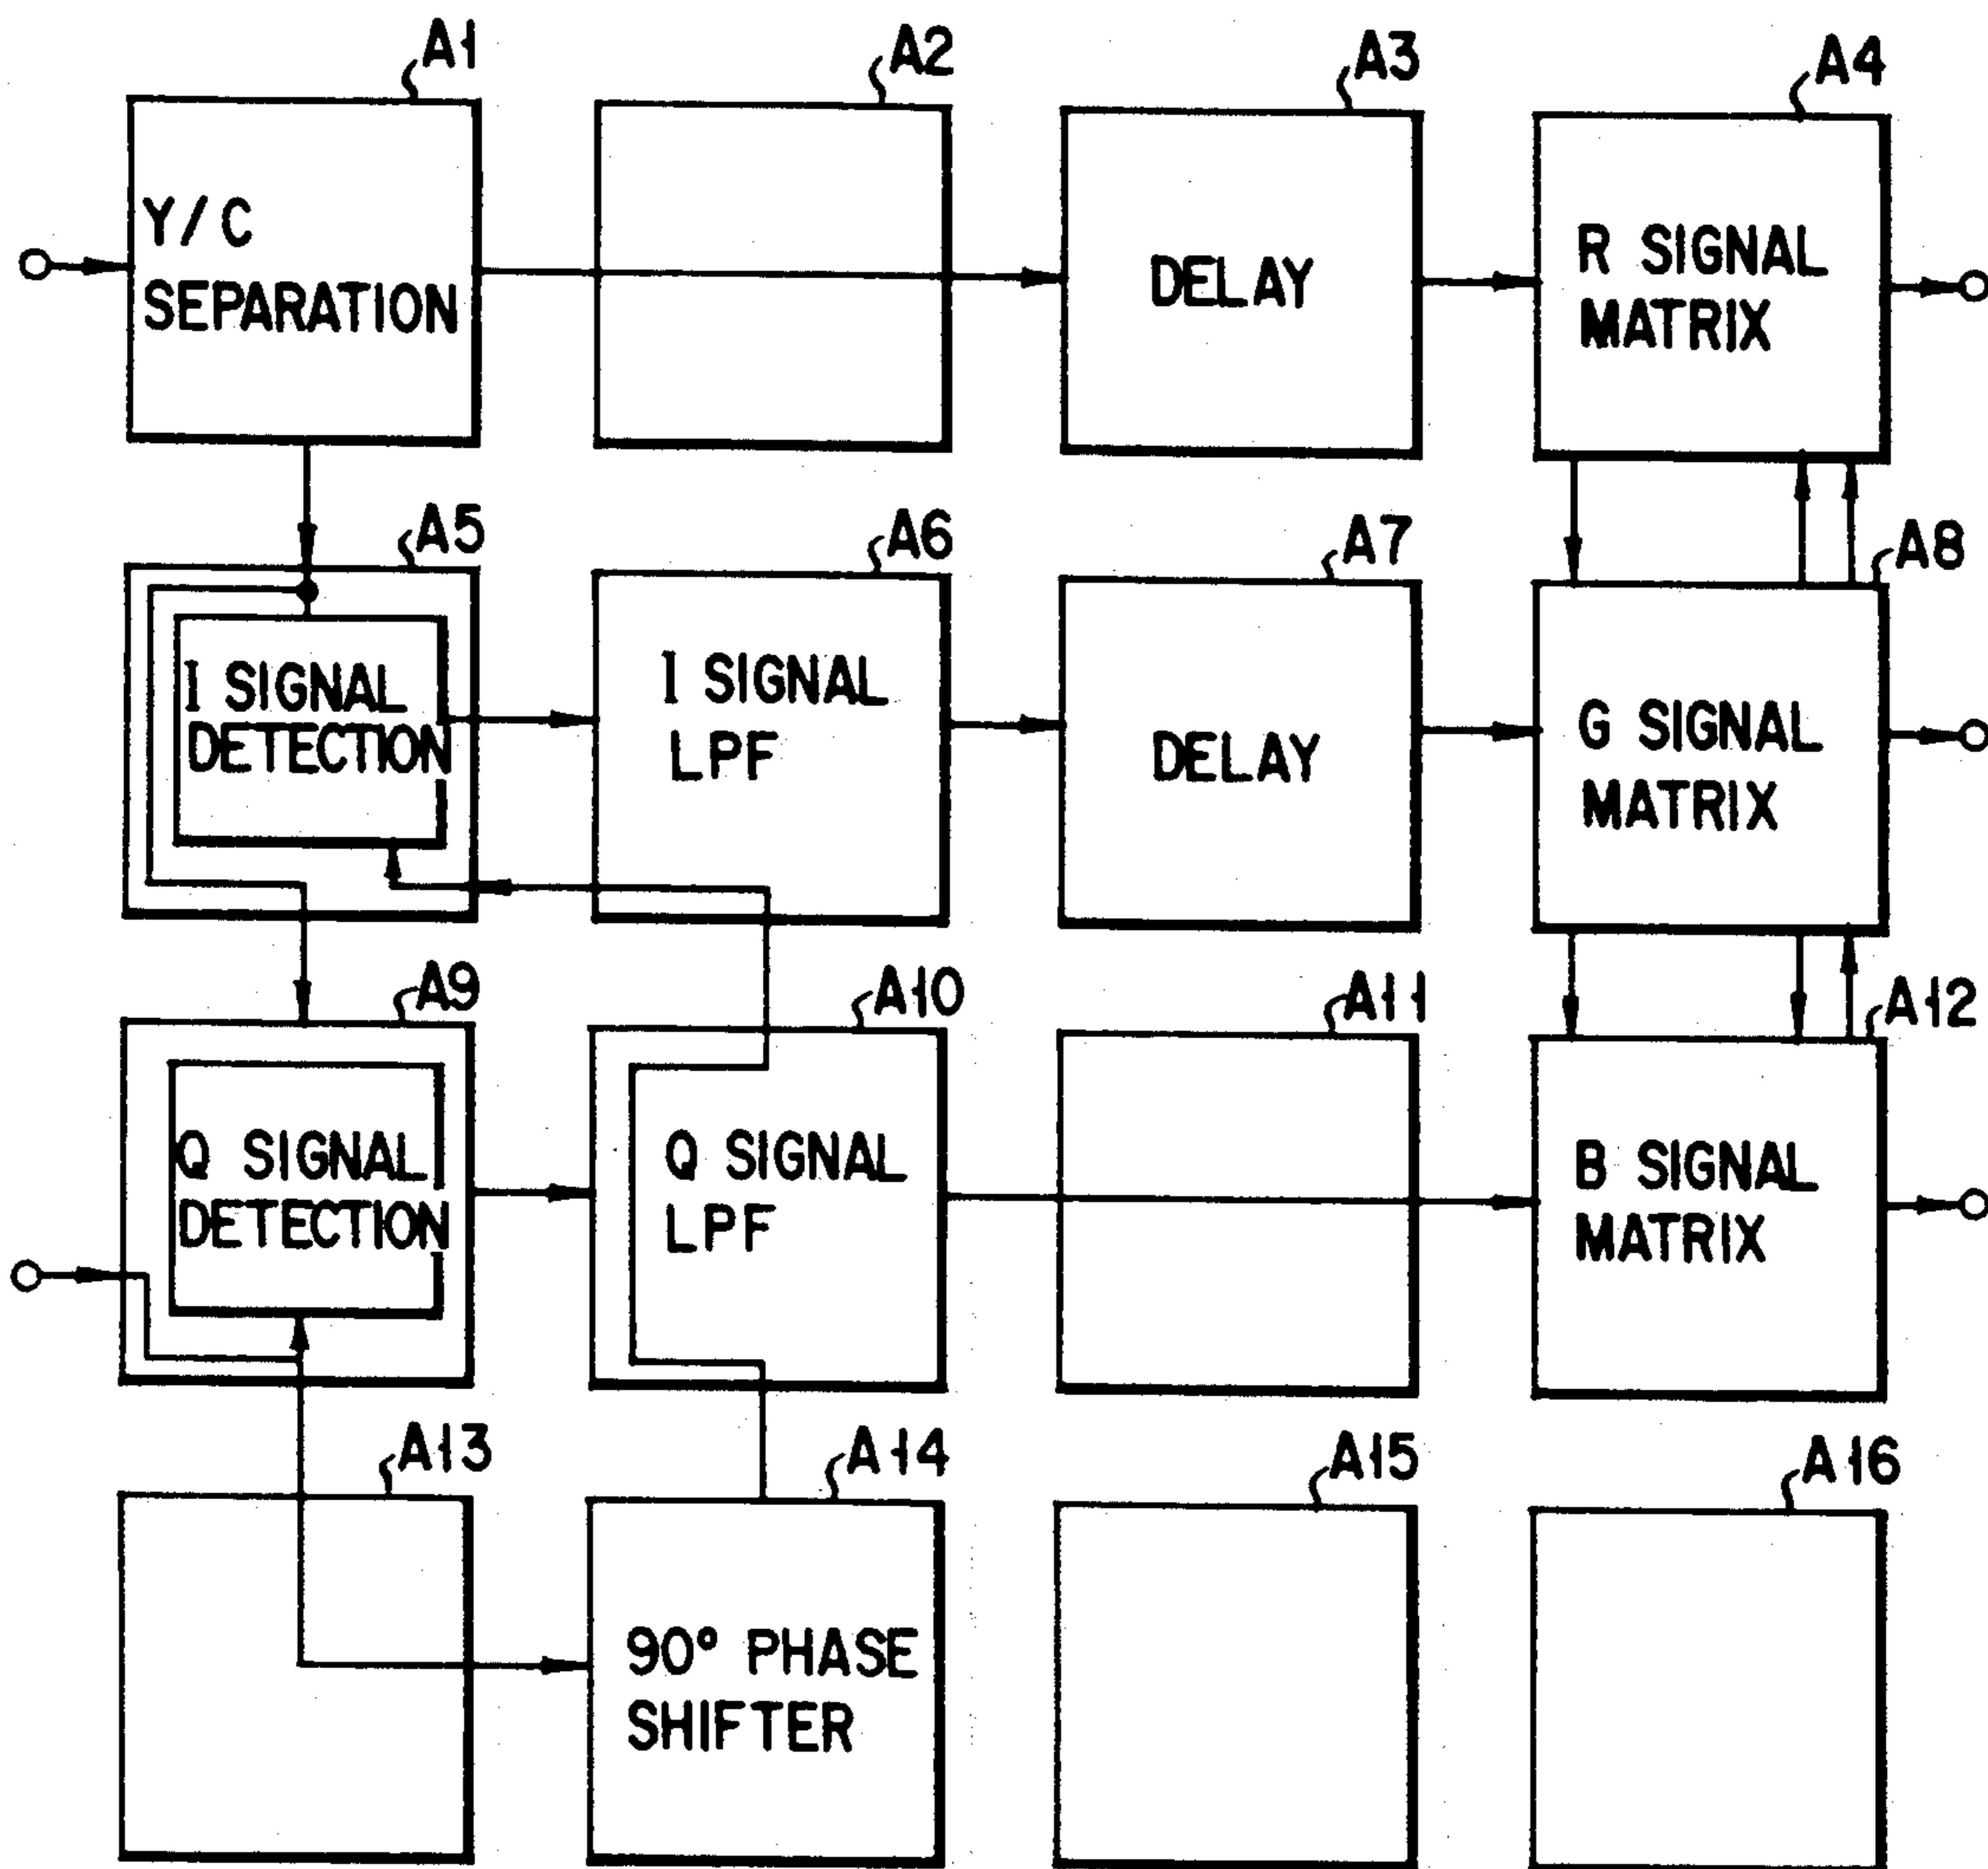 A1
A2
A3
A4
Y/C
SEPARATION
DELAY
R SIGNAL
MATRIX
A5
A6
A7
A8
I SIGNAL
DETECTION
I SIGNAL
LPF
DELAY
G SIGNAL
MATRIX
A9
A10
A11
A12
Q SIGNAL
DETECTION
Q SIGNAL
LPF
B SIGNAL
MATRIX
A13
A14
A15
A16
90° PHASE
SHIFTER